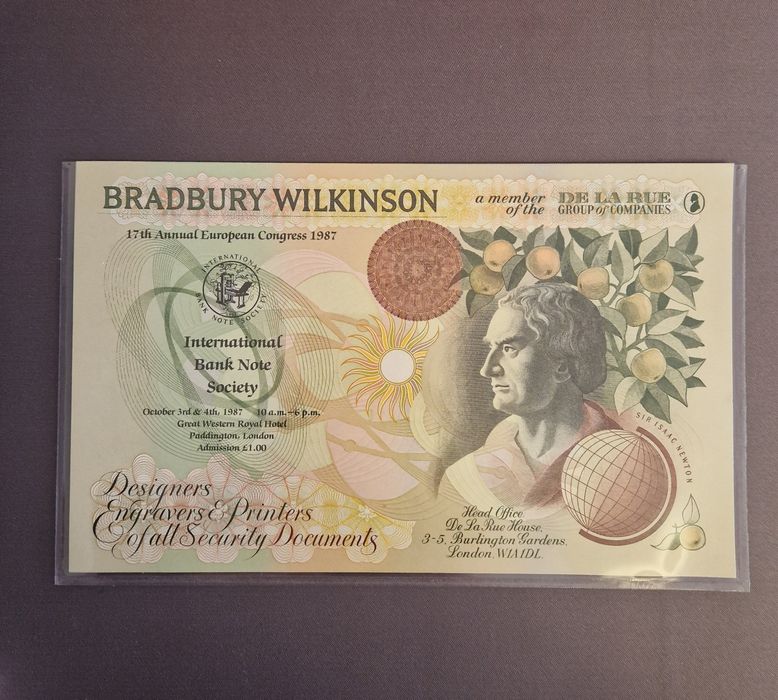 BRADBURY WILKINSON
a member of the
DE LA RUE
GROUP of COMPANIES
17th Annual European Congress 1987
INTERNATIONAL
BANK NOTE SOCIETY
International
Bank Note
Society
October 3rd & 4th, 1987 10 a.m.–6 p.m.
Great Western Royal Hotel
Paddington, London
Admission £1.00
SIR ISAAC NEWTON
Designers
Engravers & Printers
& of all Security Documents
Head Office,
De La Rue House,
3-5, Burlington Gardens,
London, W1A 1DL.